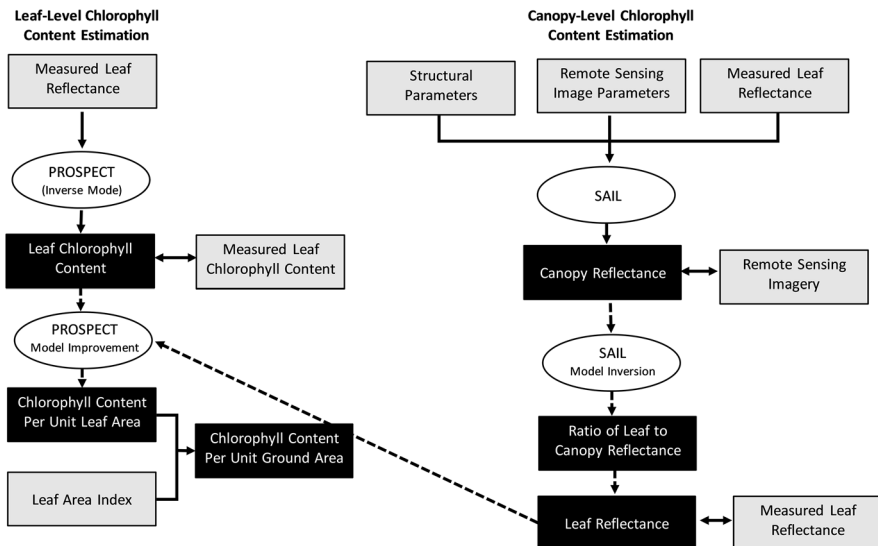 Leaf-Level Chlorophyll
Content Estimation
Measured Leaf
Reflectance
PROSPECT
(Inverse Mode)
Leaf Chlorophyll
Content
Measured Leaf
Chlorophyll Content
PROSPECT
Model Improvement
Chlorophyll Content
Per Unit Leaf Area
Chlorophyll Content
Per Unit Ground Area
Leaf Area Index
Canopy-Level Chlorophyll
Content Estimation
Structural
Parameters
Remote Sensing
Image Parameters
Measured Leaf
Reflectance
SAIL
Canopy Reflectance
Remote Sensing
Imagery
SAIL
Model Inversion
Ratio of Leaf to
Canopy Reflectance
Leaf Reflectance
Measured Leaf
Reflectance